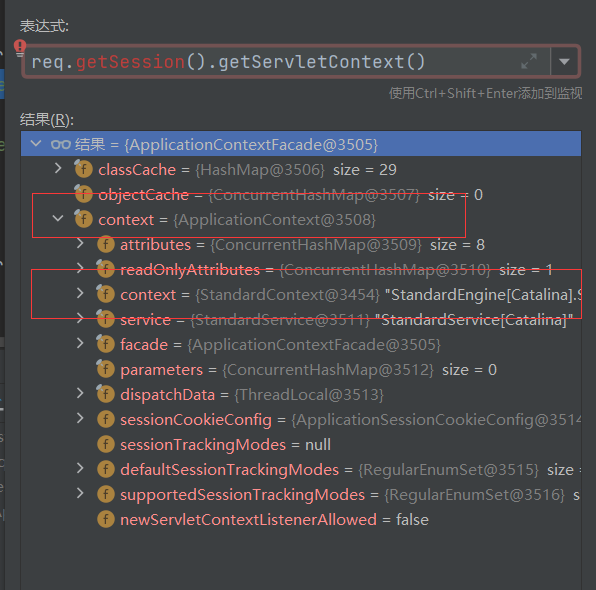 表达式:
req.getSession().getServletContext()
使用Ctrl+Shift+Enter添加到监视
结果(R):
结果 = {ApplicationContextFacade@3505}
classCache = {HashMap@3506} size = 29
objectCache = {ConcurrentHashMap@3507} size = 0
context = {ApplicationContext@3508}
attributes = {ConcurrentHashMap@3509} size = 8
readOnlyAttributes = {ConcurrentHashMap@3510} size = 1
context = {StandardContext@3454} "StandardEngine[Catalina].S
service = {StandardService@3511} "StandardService[Catalina]"
facade = {ApplicationContextFacade@3505}
parameters = {ConcurrentHashMap@3512} size = 0
dispatchData = {ThreadLocal@3513}
sessionCookieConfig = {ApplicationSessionCookieConfig@3514
sessionTrackingModes = null
defaultSessionTrackingModes = {RegularEnumSet@3515} size =
supportedSessionTrackingModes = {RegularEnumSet@3516} s
newServletContextListenerAllowed = false